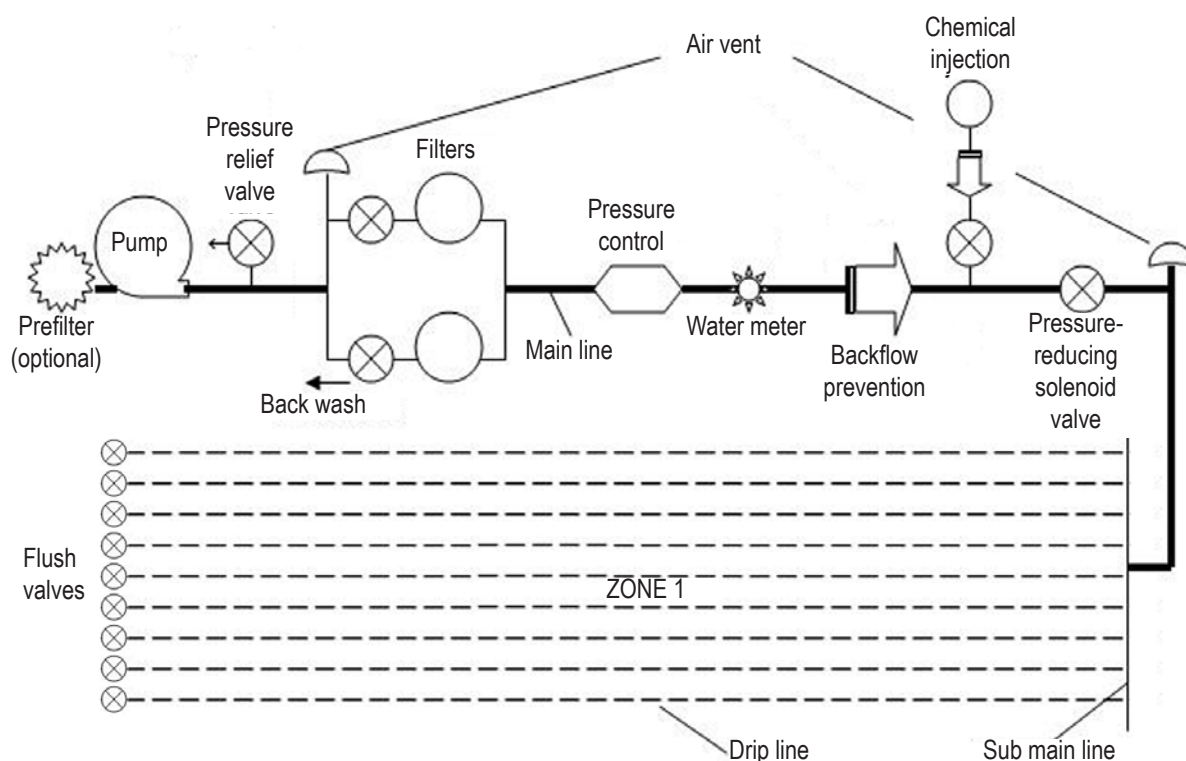 Air vent
Chemical
injection
Pressure
relief
valve
Filters
Pump
Pressure
control
Prefilter
(optional)
Main line
Water meter
Backflow
prevention
Pressure-
reducing
solenoid
valve
Back wash
Flush
valves
ZONE 1
Drip line
Sub main line